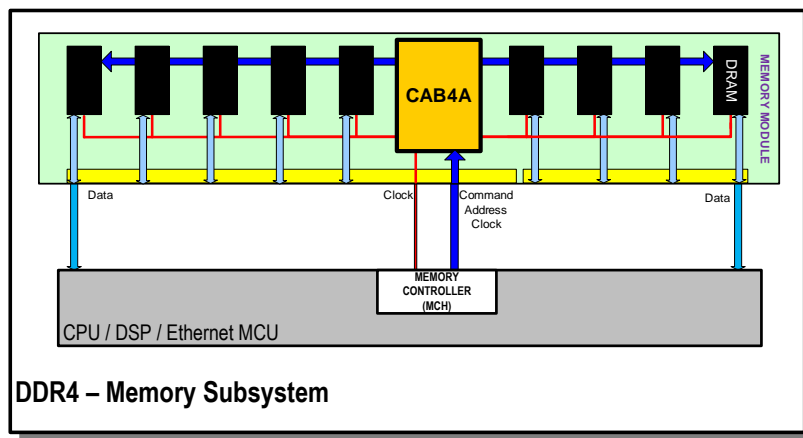 CAB4A
DRAM
MEMORY MODULE
Data
Clock
Command
Address
Clock
Data
MEMORY
CONTROLLER
(MCH)
CPU / DSP / Ethernet MCU
DDR4 – Memory Subsystem